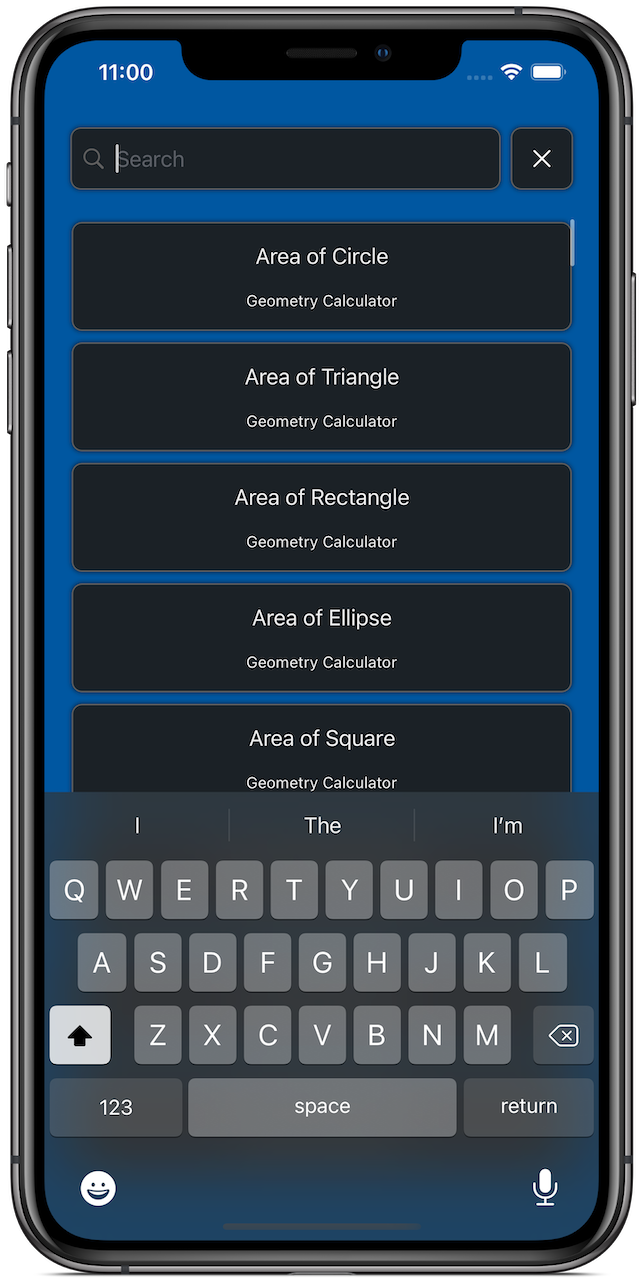 11:00
Search
Area of Circle
Geometry Calculator
Area of Triangle
Geometry Calculator
Area of Rectangle
Geometry Calculator
Area of Ellipse
Geometry Calculator
Area of Square
Geometry Calculator
I The I'm
Q W E R T Y U I O P
A S D F G H J K L
Z X C V B N M
123 space return